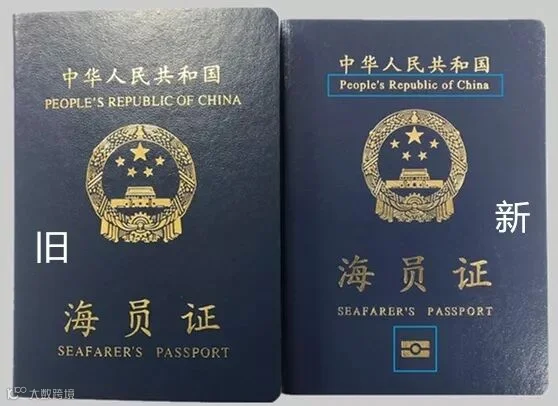 中华人民共和国
PEOPLE'S REPUBLIC OF CHINA
旧
海员证
SEAFARER'S PASSPORT
中华人民共和国
People's Republic of China
新
海员证
SEAFARER'S PASSPORT
大数跨境